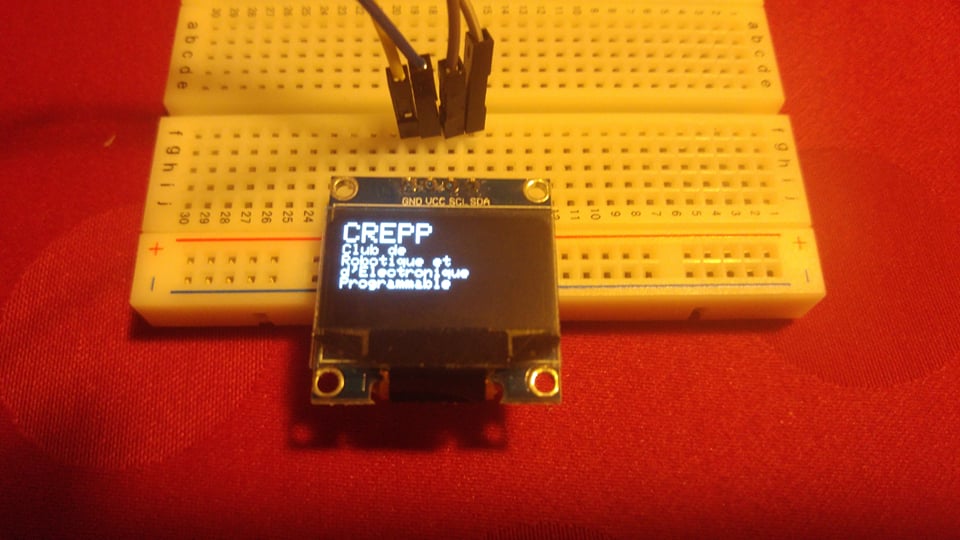 a b c d e
a b c d e
f g h i j
f g h i j
30 29 28 27 26 25 24
10 9 8 7 6 5 4 3 2 1
GND VCC SCL SDA
CREPP
Club de
Robotique et
d'Electronique
Programmable
+ +
- -